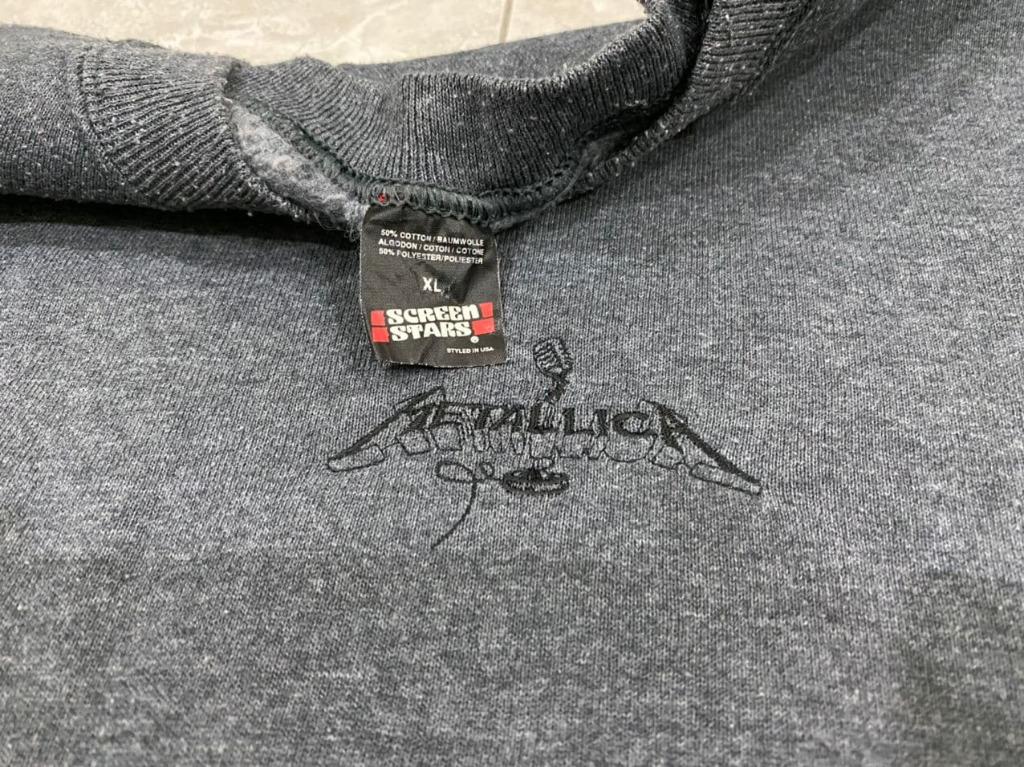 50% COTTON / BAUMWOLLE
ALGODON / COTON / COTONE
50% POLYESTER/POLIESTER
XL
SCREEN
STARS®
STYLED IN USA
METALLICA